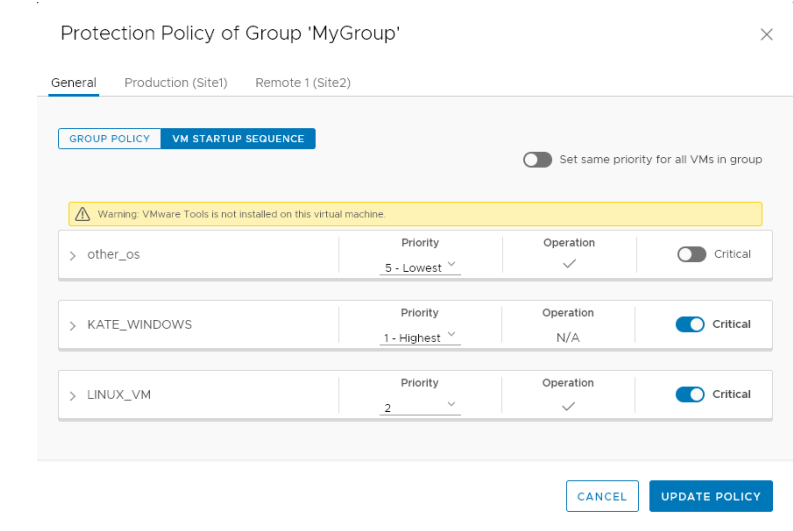 Protection Policy of Group 'MyGroup'
General Production (Site1) Remote 1 (Site2)
GROUP POLICY VM STARTUP SEQUENCE
Set same priority for all VMs in group
Warning: VMware Tools is not installed on this virtual machine.
other_os
Priority
5 - Lowest
Operation
Critical
KATE_WINDOWS
Priority
1 - Highest
Operation
N/A
Critical
LINUX_VM
Priority
2
Operation
Critical
CANCEL UPDATE POLICY